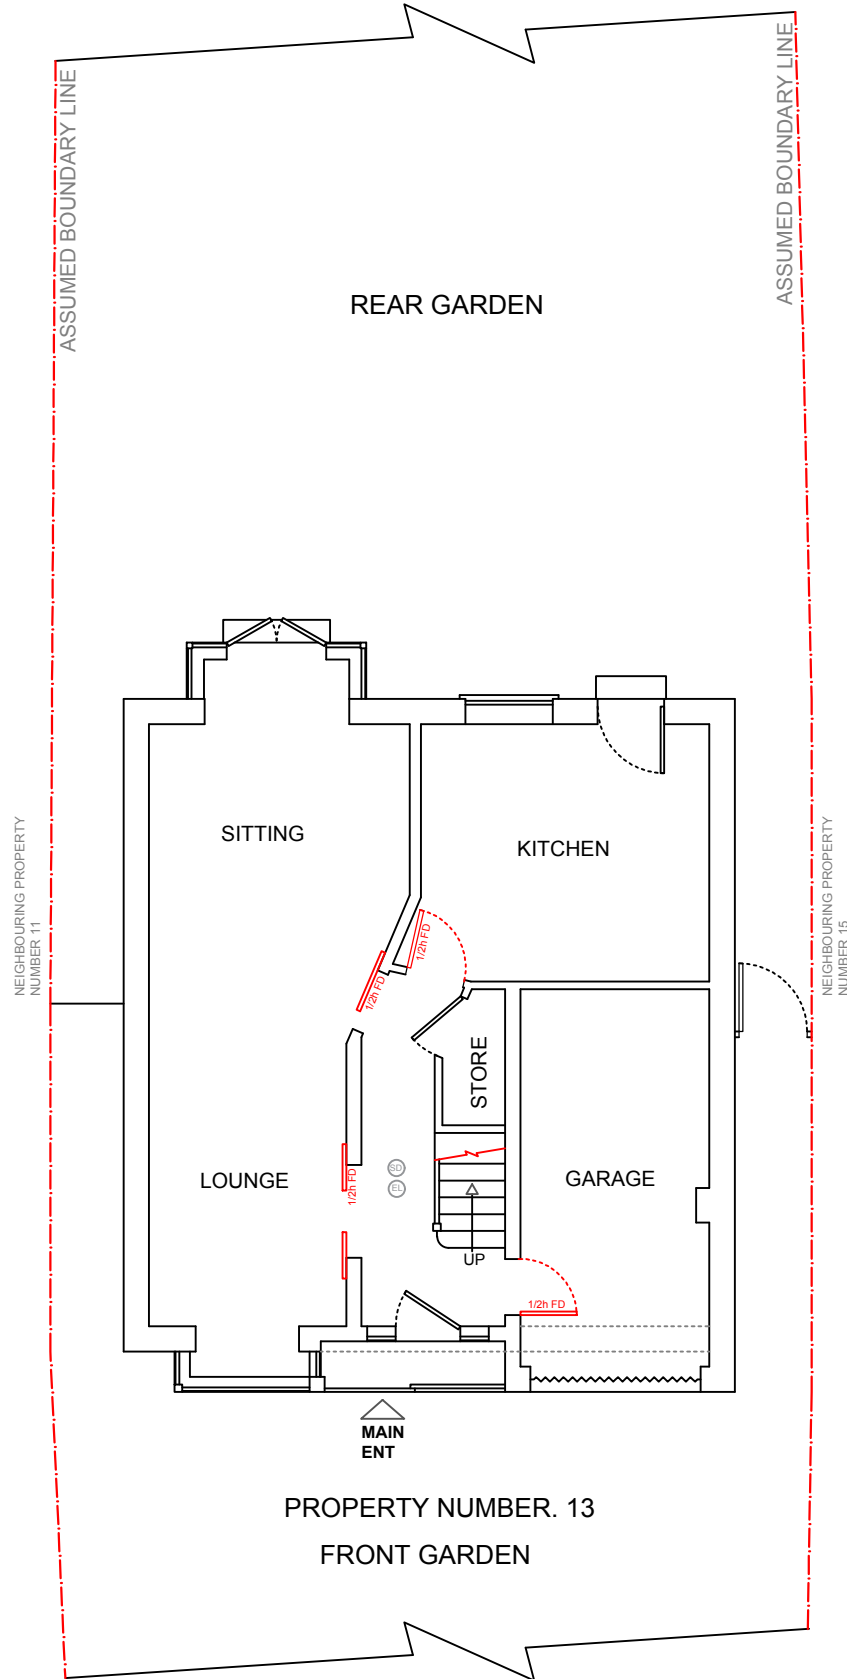 ASSUMED BOUNDARY LINE
ASSUMED BOUNDARY LINE
REAR GARDEN
SITTING
KITCHEN
NEIGHBOURING PROPERTY
NUMBER 11
NEIGHBOURING PROPERTY
NUMBER 15
1/2h FD
1/2h FD
STORE
LOUNGE
1/2h FD
SD
EL
GARAGE
UP
1/2h FD
MAIN
ENT
PROPERTY NUMBER. 13
FRONT GARDEN